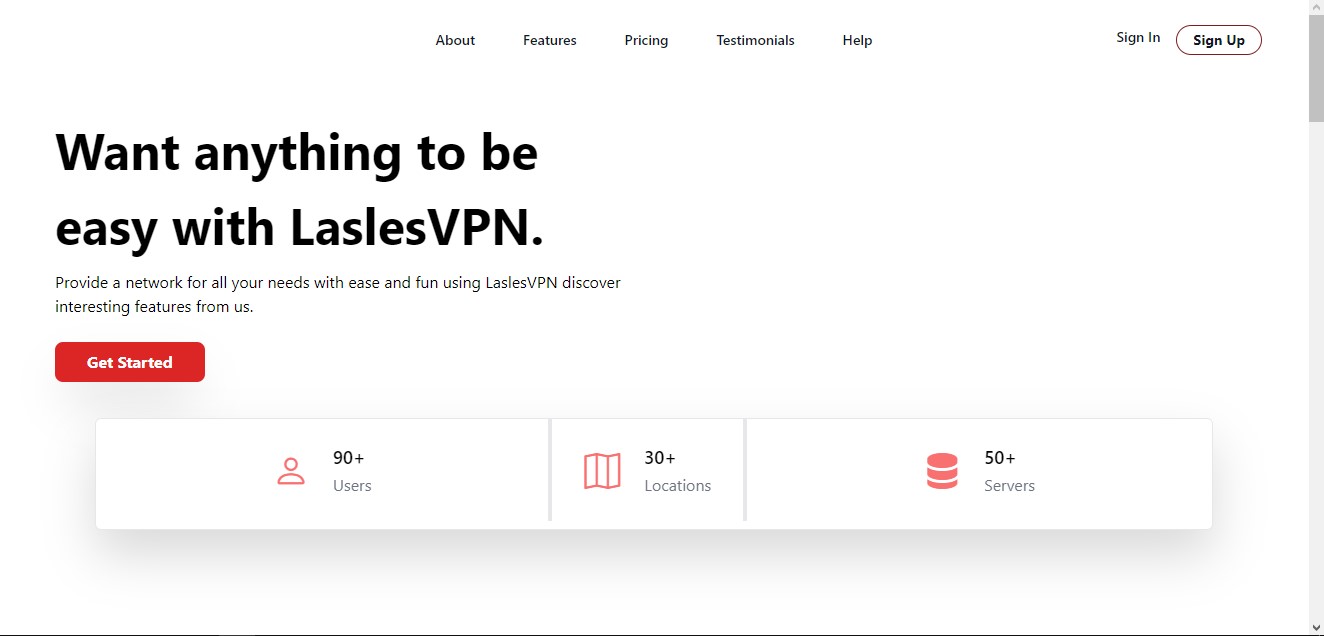 About Features Pricing Testimonials Help Sign In Sign Up
Want anything to be
easy with LaslesVPN.
Provide a network for all your needs with ease and fun using LaslesVPN discover
interesting features from us.
Get Started
90+ 30+ 50+
Users Locations Servers